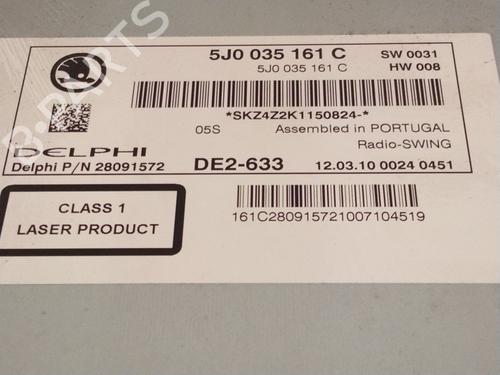 5J0 035 161 C SW 0031
5J0 035 161 C HW 008
*SKZ4Z2K1150824-*
05S Assembled in PORTUGAL
Radio-SWING
DELPHI
Delphi P/N 28091572 DE2-633 12.03.10 0024 0451
CLASS 1
LASER PRODUCT
161C280915721007104519
B-PARTS